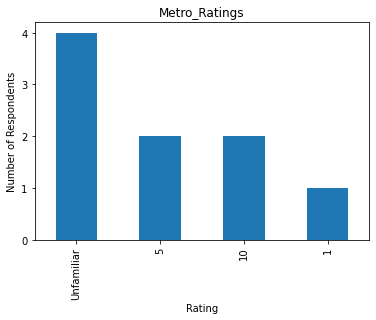 Metro_Ratings
Number of Respondents
4
3
2
1
0
Unfamiliar
5
10
1
Rating